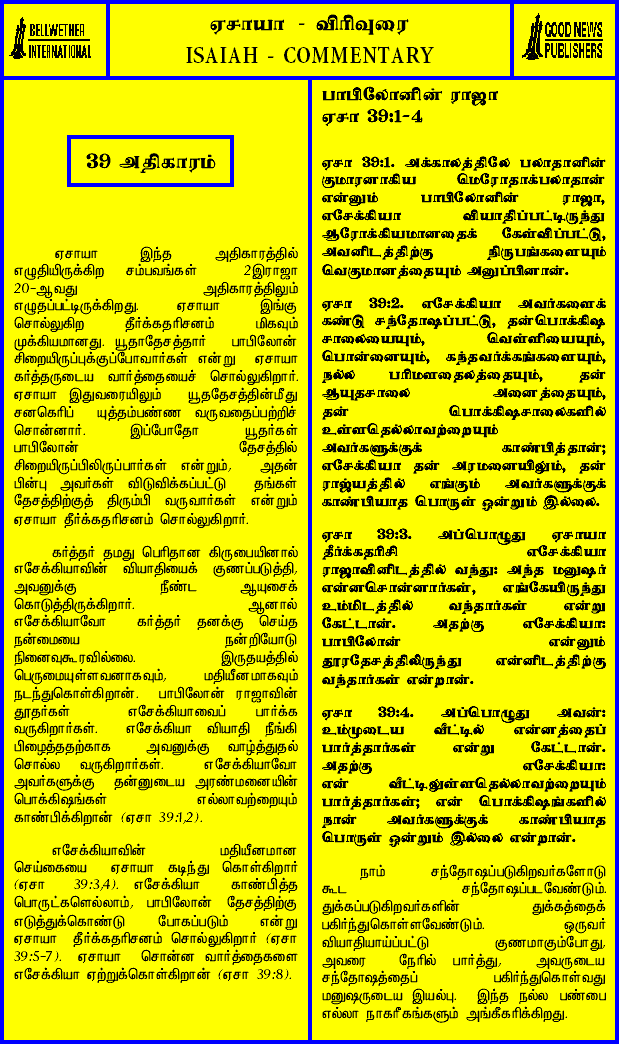 BELLWETHER
INTERNATIONAL
ஏசாயா - விரிவுரை
ISAIAH - COMMENTARY
GOOD NEWS
PUBLISHERS
39 அதிகாரம்
ஏசாயா இந்த அதிகாரத்தில்
எழுதியிருக்கிற சம்பவங்கள் 2இராஜா
20-ஆவது அதிகாரத்திலும்
எழுதப்பட்டிருக்கிறது. ஏசாயா இங்கு
சொல்லுகிற தீர்க்கதரிசனம் மிகவும்
முக்கியமானது. யூதாதேசத்தார் பாபிலோன்
சிறையிருப்புக்குப்போவார்கள் என்று ஏசாயா
கர்த்தருடைய வார்த்தையைச் சொல்லுகிறார்.
ஏசாயா இதுவரையிலும் யூததேசத்தின்மீது
சனகெரிப் யுத்தம்பண்ண வருவதைப்பற்றிச்
சொன்னார். இப்போதோ யூதர்கள்
பாபிலோன் தேசத்தில்
சிறையிருப்பிலிருப்பார்கள் என்றும், அதன்
பின்பு அவர்கள் விடுவிக்கப்பட்டு தங்கள்
தேசத்திற்குத் திரும்பி வருவார்கள் என்றும்
ஏசாயா தீர்க்கதரிசனம் சொல்லுகிறார்.
கர்த்தர் தமது பெரிதான கிருபையினால்
எசேக்கியாவின் வியாதியைக் குணப்படுத்தி,
அவனுக்கு நீண்ட ஆயுசைக்
கொடுத்திருக்கிறார். ஆனால்
எசேக்கியாவோ கர்த்தர் தனக்கு செய்த
நன்மையை நன்றியோடு
நினைவுகூரவில்லை. இருதயத்தில்
பெருமையுள்ளவனாகவும், மதியீனமாகவும்
நடந்துகொள்கிறான். பாபிலோன் ராஜாவின்
தூதர்கள் எசேக்கியாவைப் பார்க்க
வருகிறார்கள். எசேக்கியா வியாதி நீங்கி
பிழைத்ததற்காக அவனுக்கு வாழ்த்துதல்
சொல்ல வருகிறார்கள். எசேக்கியாவோ
அவர்களுக்கு தன்னுடைய அரண்மனையின்
பொக்கிஷங்கள் எல்லாவற்றையும்
காண்பிக்கிறான் (ஏசா 39:1,2).
எசேக்கியாவின் மதியீனமான
செய்கையை ஏசாயா கடிந்து கொள்கிறார்
(ஏசா 39:3,4). எசேக்கியா காண்பித்த
பொருட்களெல்லாம், பாபிலோன் தேசத்திற்கு
எடுத்துக்கொண்டு போகப்படும் என்று
ஏசாயா தீர்க்கதரிசனம் சொல்லுகிறார் (ஏசா
39:5-7). ஏசாயா சொன்ன வார்த்தைகளை
எசேக்கியா ஏற்றுக்கொள்கிறான் (ஏசா 39:8).
பாபிலோனின் ராஜா
ஏசா 39:1-4
ஏசா 39:1. அக்காலத்திலே பலாதானின்
குமாரனாகிய மெரோதாக்பலாதான்
என்னும் பாபிலோனின் ராஜா,
எசேக்கியா வியாதிப்பட்டிருந்து
ஆரோக்கியமானதைக் கேள்விப்பட்டு,
அவனிடத்திற்கு நிருபங்களையும்
வெகுமானத்தையும் அனுப்பினான்.
ஏசா 39:2. எசேக்கியா அவர்களைக்
கண்டு சந்தோஷப்பட்டு, தன்பொக்கிஷ
சாலையையும், வெள்ளியையும்,
பொன்னையும், கந்தவர்க்கங்களையும்,
நல்ல பரிமளதைலத்தையும், தன்
ஆயுதசாலை அனைத்தையும்,
தன் பொக்கிஷசாலைகளில்
உள்ளதெல்லாவற்றையும்
அவர்களுக்குக் காண்பித்தான்;
எசேக்கியா தன் அரமனையிலும், தன்
ராஜ்யத்தில் எங்கும் அவர்களுக்குக்
காண்பியாத பொருள் ஒன்றும் இல்லை.
ஏசா 39:3. அப்பொழுது ஏசாயா
தீர்க்கதரிசி எசேக்கியா
ராஜாவினிடத்தில் வந்து: அந்த மனுஷர்
என்னசொன்னார்கள், எங்கேயிருந்து
உம்மிடத்தில் வந்தார்கள் என்று
கேட்டான். அதற்கு எசேக்கியா:
பாபிலோன் என்னும்
தூரதேசத்திலிருந்து என்னிடத்திற்கு
வந்தார்கள் என்றான்.
ஏசா 39:4. அப்பொழுது அவன்:
உம்முடைய வீட்டில் என்னத்தைப்
பார்த்தார்கள் என்று கேட்டான்.
அதற்கு எசேக்கியா:
என் வீட்டிலுள்ளதெல்லாவற்றையும்
பார்த்தார்கள்; என் பொக்கிஷங்களில்
நான் அவர்களுக்குக் காண்பியாத
பொருள் ஒன்றும் இல்லை என்றான்.
நாம் சந்தோஷப்படுகிறவர்களோடு
கூட சந்தோஷப்படவேண்டும்.
துக்கப்படுகிறவர்களின் துக்கத்தைக்
பகிர்ந்துகொள்ளவேண்டும். ஒருவர்
வியாதியாய்ப்பட்டு குணமாகும்போது,
அவரை நேரில் பார்த்து, அவருடைய
சந்தோஷத்தைப் பகிர்ந்துகொள்வது
மனுஷருடைய இயல்பு. இந்த நல்ல பண்பை
எல்லா நாகரீகங்களும் அங்கீகரிக்கிறது.